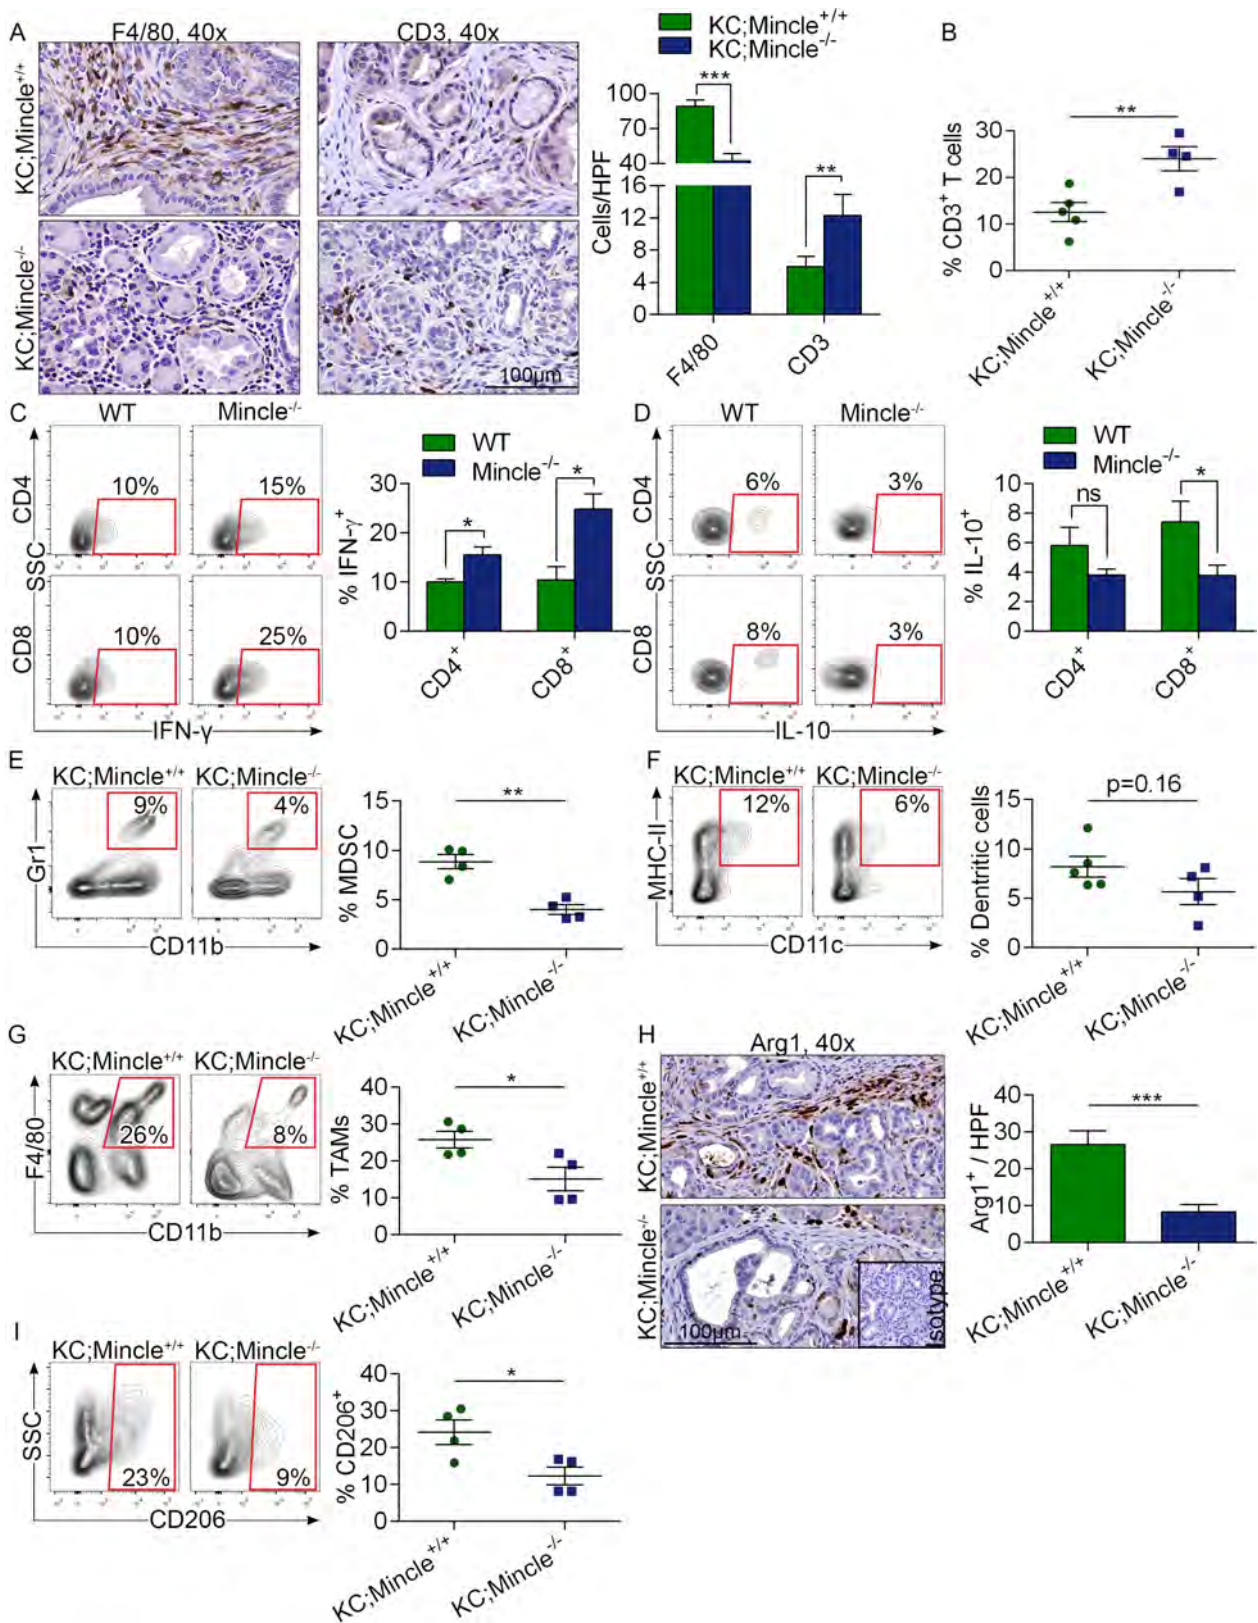 A
F4/80, 40x
CD3, 40x
KC;Mincle+/+
KC;Mincle-/-
100µm
KC;Mincle+/+
KC;Mincle-/-
Cells/HPF
100
70
40
16
12
8
4
0
***
**
F4/80
CD3
B
% CD3+ T cells
30
20
10
0
**
KC;Mincle+/+
KC;Mincle-/-
C
WT
Mincle-/-
CD4
CD8
SSC
10%
15%
10%
25%
IFN-γ
WT
Mincle-/-
% IFN-γ+
30
20
10
0
*
*
CD4+
CD8+
D
WT
Mincle-/-
CD4
CD8
SSC
6%
3%
8%
3%
IL-10
WT
Mincle-/-
% IL-10+
10
8
6
4
2
0
ns
*
CD4+
CD8+
E
KC;Mincle+/+
KC;Mincle-/-
9%
4%
Gr1
CD11b
% MDSC
15
10
5
0
**
KC;Mincle+/+
KC;Mincle-/-
F
KC;Mincle+/+
KC;Mincle-/-
12%
6%
MHC-II
CD11c
% Dentritic cells
15
10
5
0
p=0.16
KC;Mincle+/+
KC;Mincle-/-
G
KC;Mincle+/+
KC;Mincle-/-
26%
8%
F4/80
CD11b
% TAMs
40
30
20
10
0
*
KC;Mincle+/+
KC;Mincle-/-
H
Arg1, 40x
KC;Mincle+/+
KC;Mincle-/-
100µm
Isotype
Arg1+ / HPF
40
30
20
10
0
***
KC;Mincle+/+
KC;Mincle-/-
I
KC;Mincle+/+
KC;Mincle-/-
23%
9%
SSC
CD206
% CD206+
40
30
20
10
0
*
KC;Mincle+/+
KC;Mincle-/-